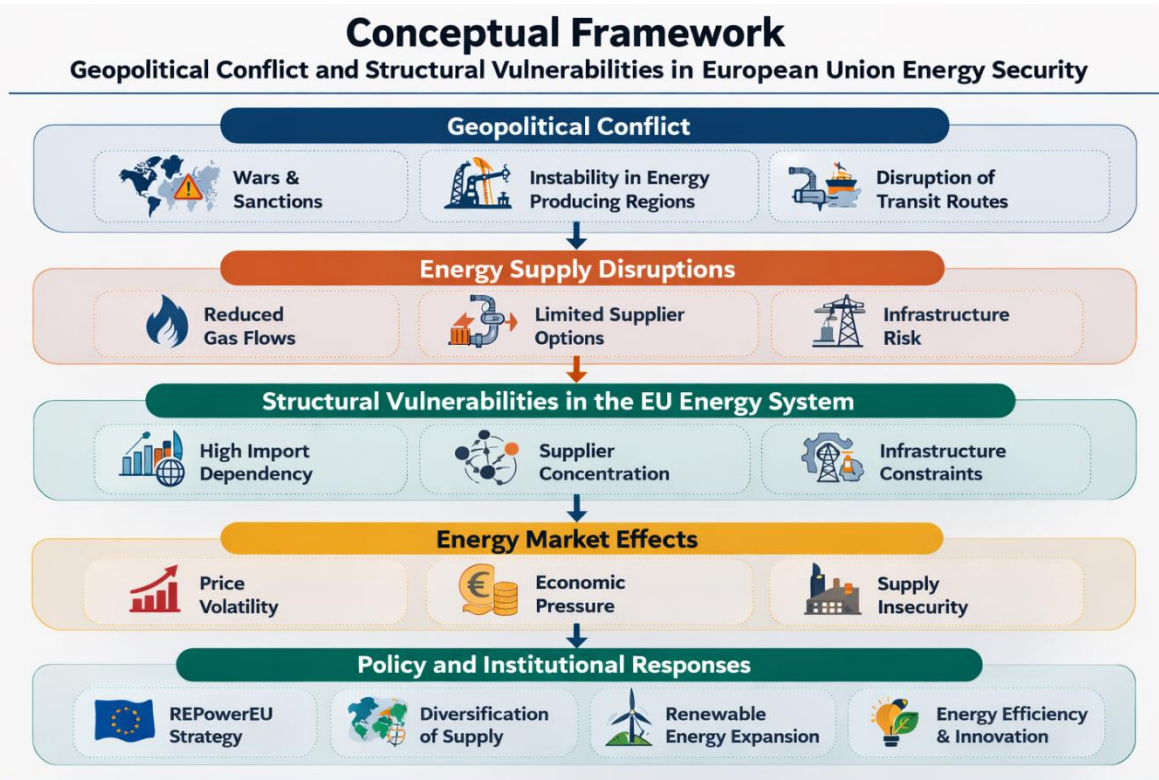 Conceptual Framework
Geopolitical Conflict and Structural Vulnerabilities in European Union Energy Security
Geopolitical Conflict
Wars &
Sanctions
Instability in Energy
Producing Regions
Disruption of
Transit Routes
Energy Supply Disruptions
Reduced
Gas Flows
Limited Supplier
Options
Infrastructure
Risk
Structural Vulnerabilities in the EU Energy System
High Import
Dependency
Supplier
Concentration
Infrastructure
Constraints
Energy Market Effects
Price
Volatility
€
Economic
Pressure
Supply
Insecurity
Policy and Institutional Responses
REPowerEU
Strategy
Diversification
of Supply
Renewable
Energy Expansion
Energy Efficiency
& Innovation